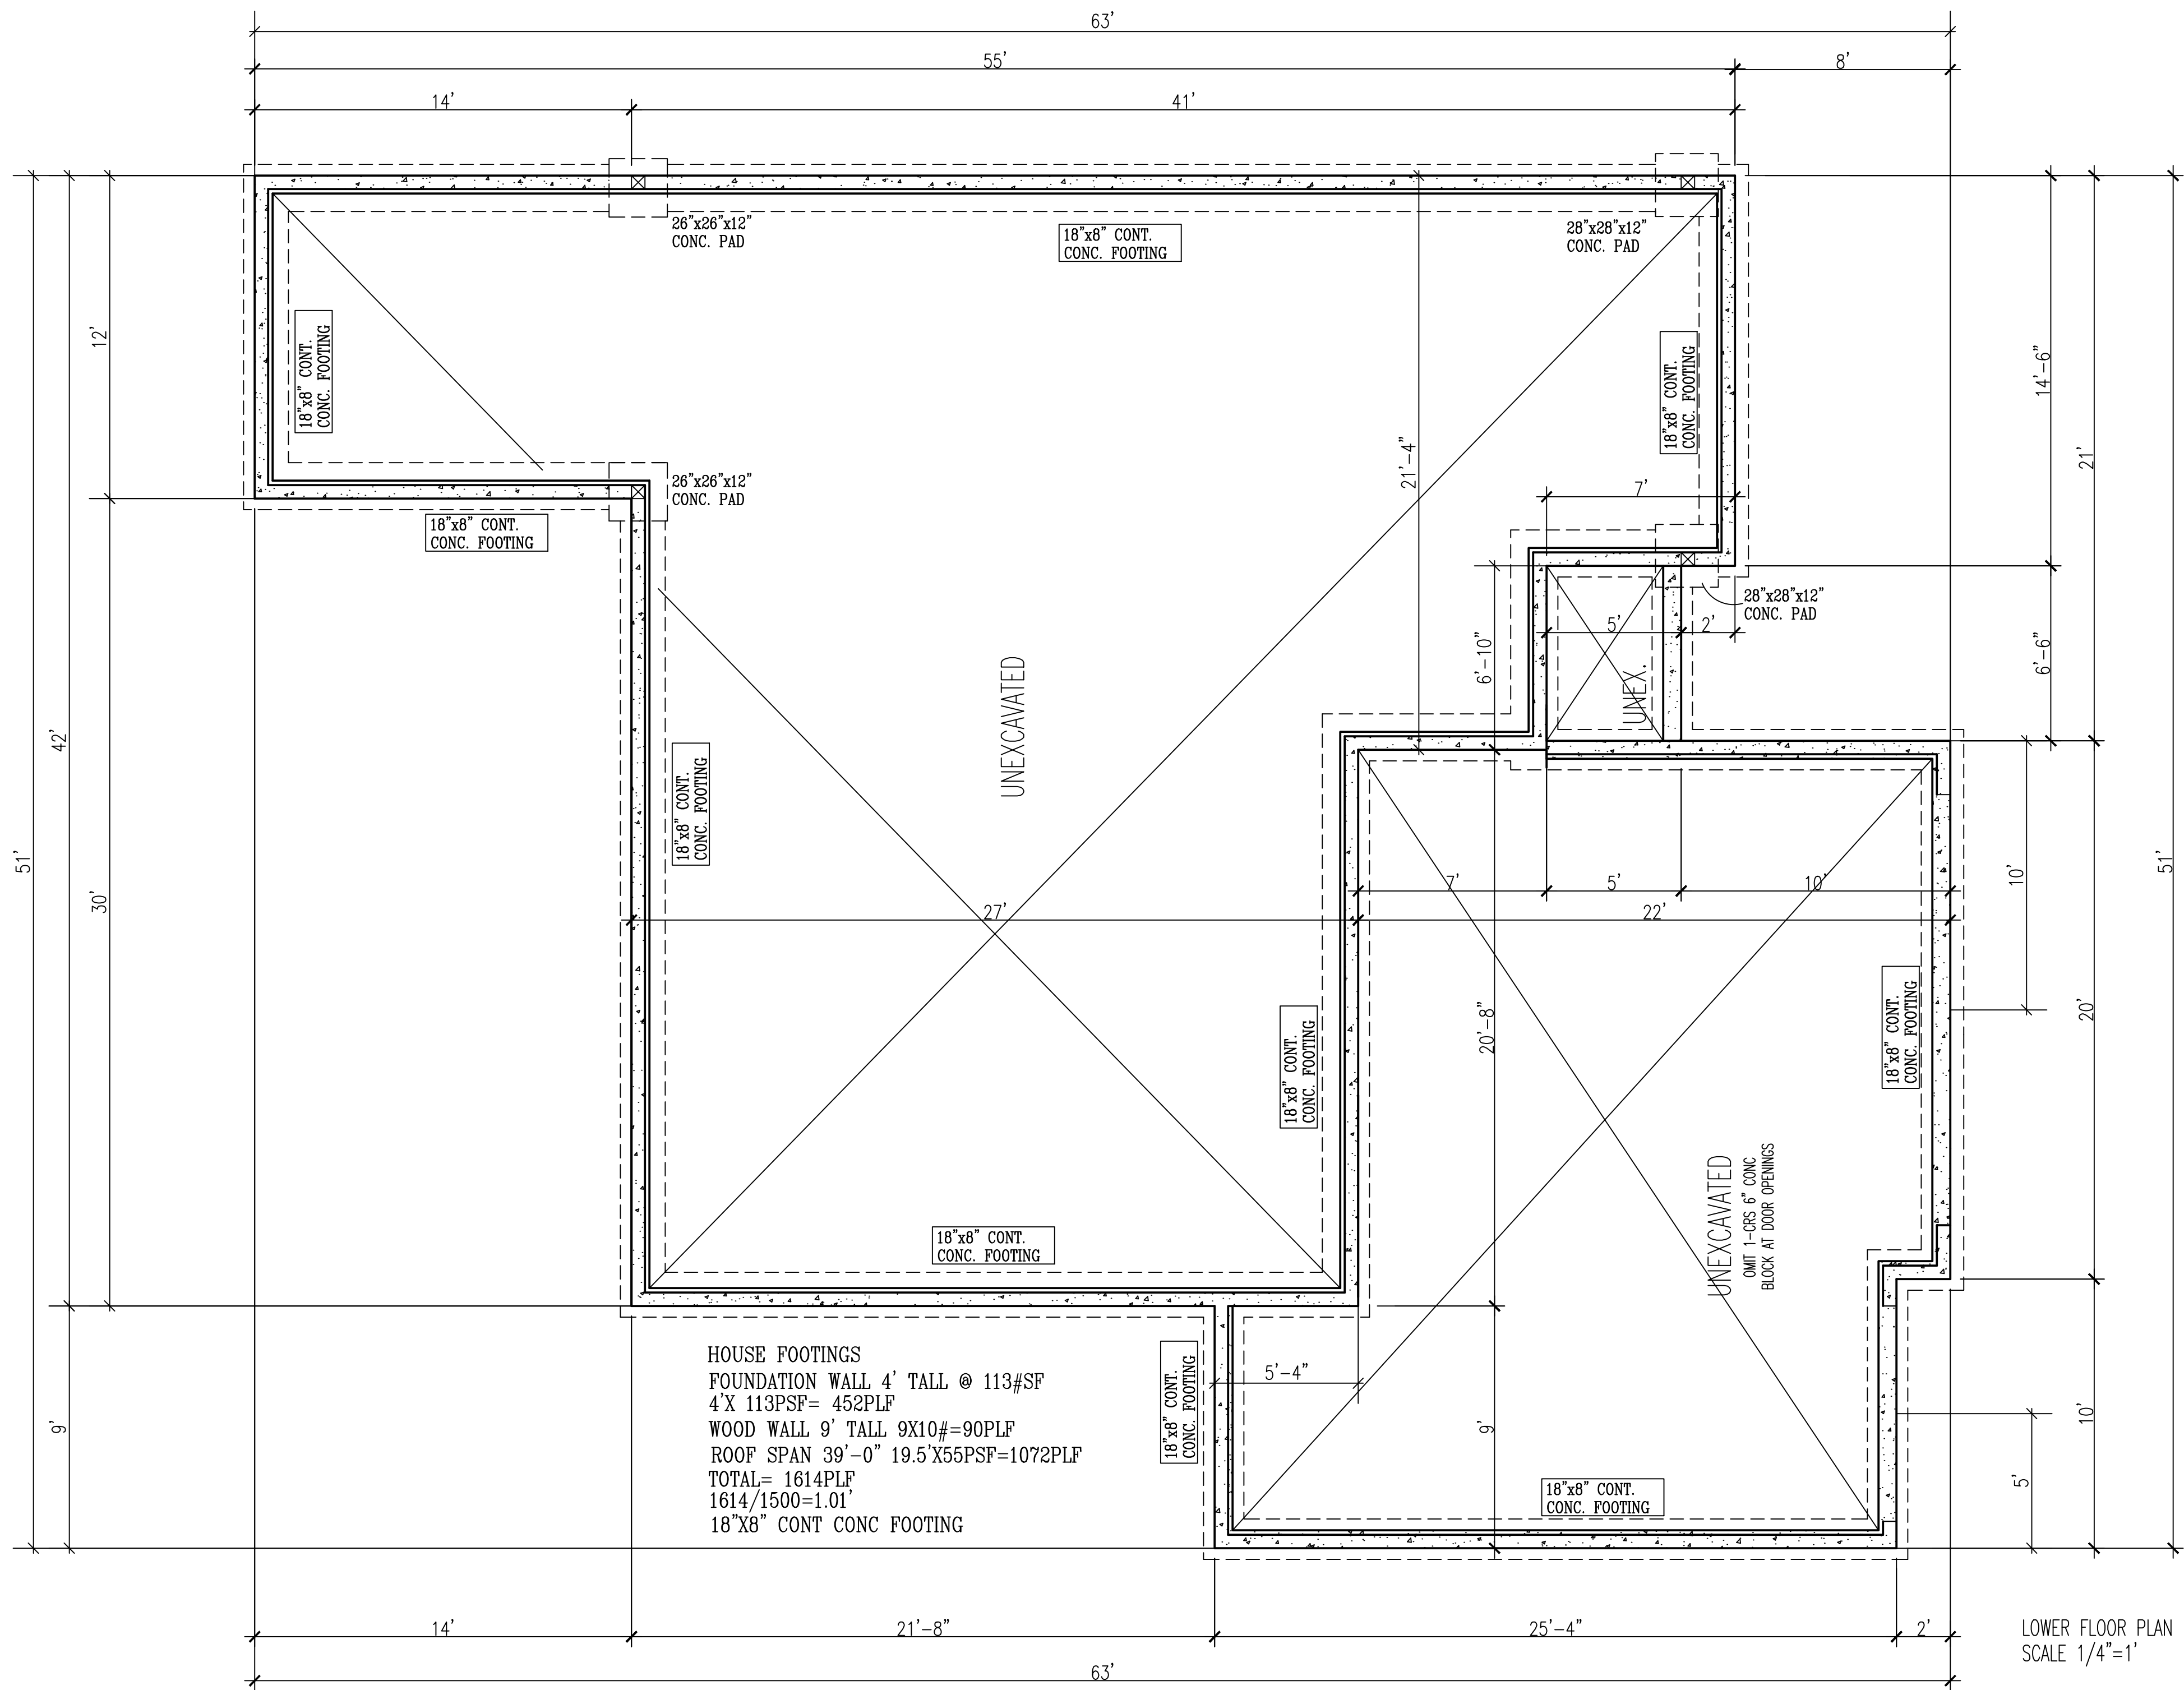 63'
55'
8'
14'
41'
26"x26"x12"
CONC. PAD
18"x8" CONT.
CONC. FOOTING
28"x28"x12"
CONC. PAD
12'
18"x8" CONT.
CONC. FOOTING
18"x8" CONT.
CONC. FOOTING
14'-6"
21'
21'-4"
7'
26"x26"x12"
CONC. PAD
18"x8" CONT.
CONC. FOOTING
28"x28"x12"
CONC. PAD
5'
2'
6'-10"
6'-6"
UNEX.
UNEXCAVATED
42'
51'
30'
18"x8" CONT.
CONC. FOOTING
7'
5'
10'
27'
22'
10'
51'
20'
20'-8"
18"x8" CONT.
CONC. FOOTING
18"x8" CONT.
CONC. FOOTING
UNEXCAVATED
OMIT 1-CRS 6" CONC
BLOCK AT DOOR OPENINGS
18"x8" CONT.
CONC. FOOTING
HOUSE FOOTINGS
FOUNDATION WALL 4' TALL @ 113#SF
4'X 113PSF= 452PLF
WOOD WALL 9' TALL 9X10#=90PLF
ROOF SPAN 39'-0" 19.5'X55PSF=1072PLF
TOTAL= 1614PLF
1614/1500=1.01'
18"X8" CONT CONC FOOTING
18"x8" CONT.
CONC. FOOTING
5'-4"
9'
9'
10'
5'
18"x8" CONT.
CONC. FOOTING
14'
21'-8"
25'-4"
2'
63'
LOWER FLOOR PLAN
SCALE 1/4"=1'